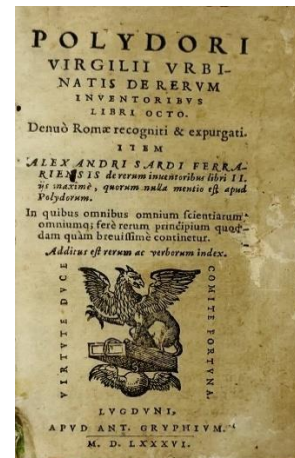 POLYDORI
VIRGILII VRBI-
NATIS DE RERVM
INVENTORIBVS
LIBRI OCTO.
Denuò Romæ recogniti & expurgati.
ITEM
ALEXANDRI SARDI FERRA-
RIENSIS de rerum inuentoribus libri II.
iis maximè, quorum nulla mentio est apud
Polydorum.
In quibus omnibus omnium scientiarum
omniumq; ferè rerum principium quod-
dam quàm breuissimè continetur.
Additus est rerum ac verborum index.
VIRTVTE DVCE
COMITE FORTVNA.
LVGDVNI,
APVD ANT. GRYPHIVM.
M. D. LXXXVI.